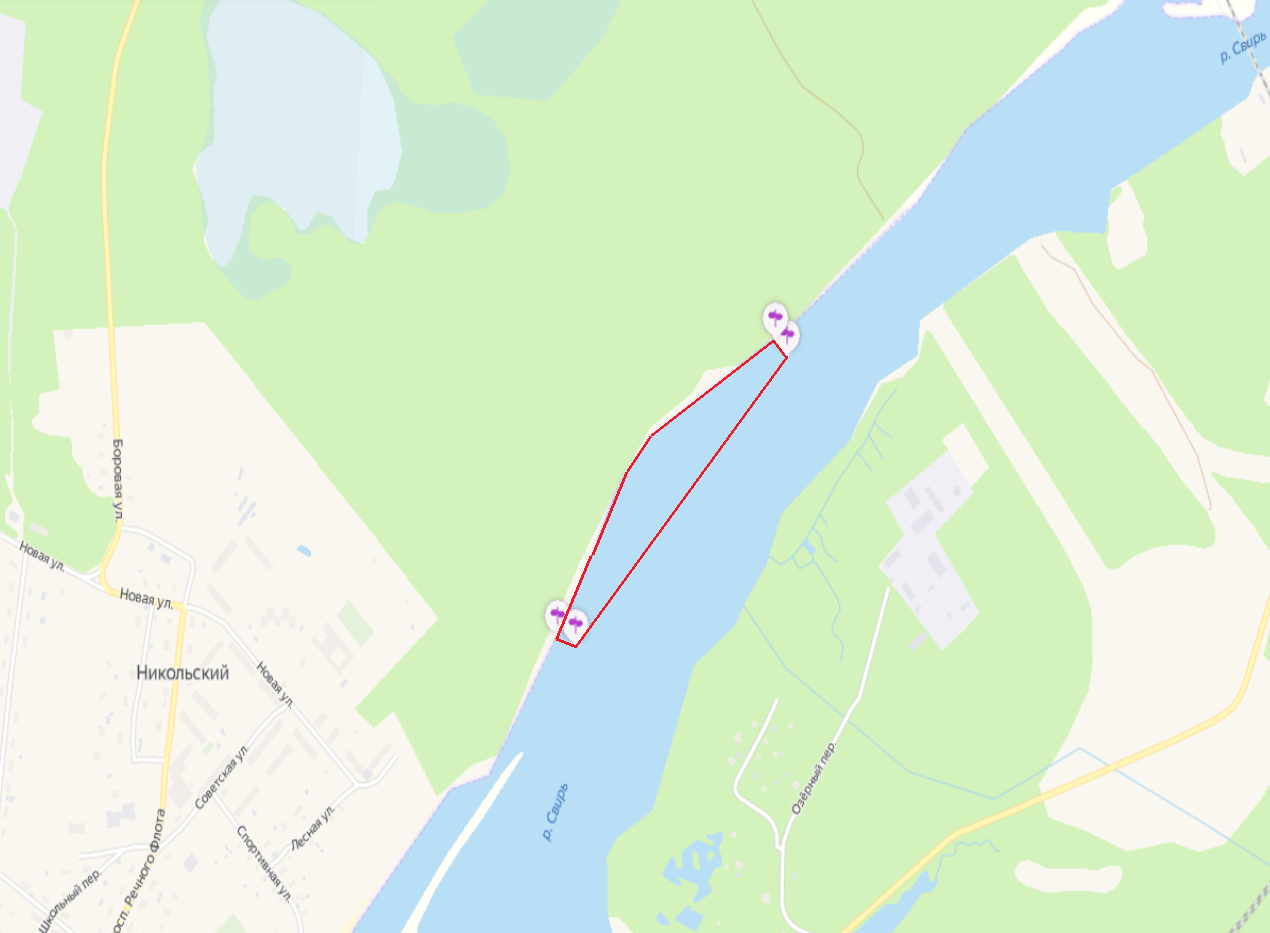 р. Свирь
Боровая ул.
Новая ул.
Новая ул.
Никольский
Новая ул.
Советская ул.
р. Свирь
Озёрный пер.
Лесная ул.
Спортивная ул.
Школьный пер.
осп. Речного Флота